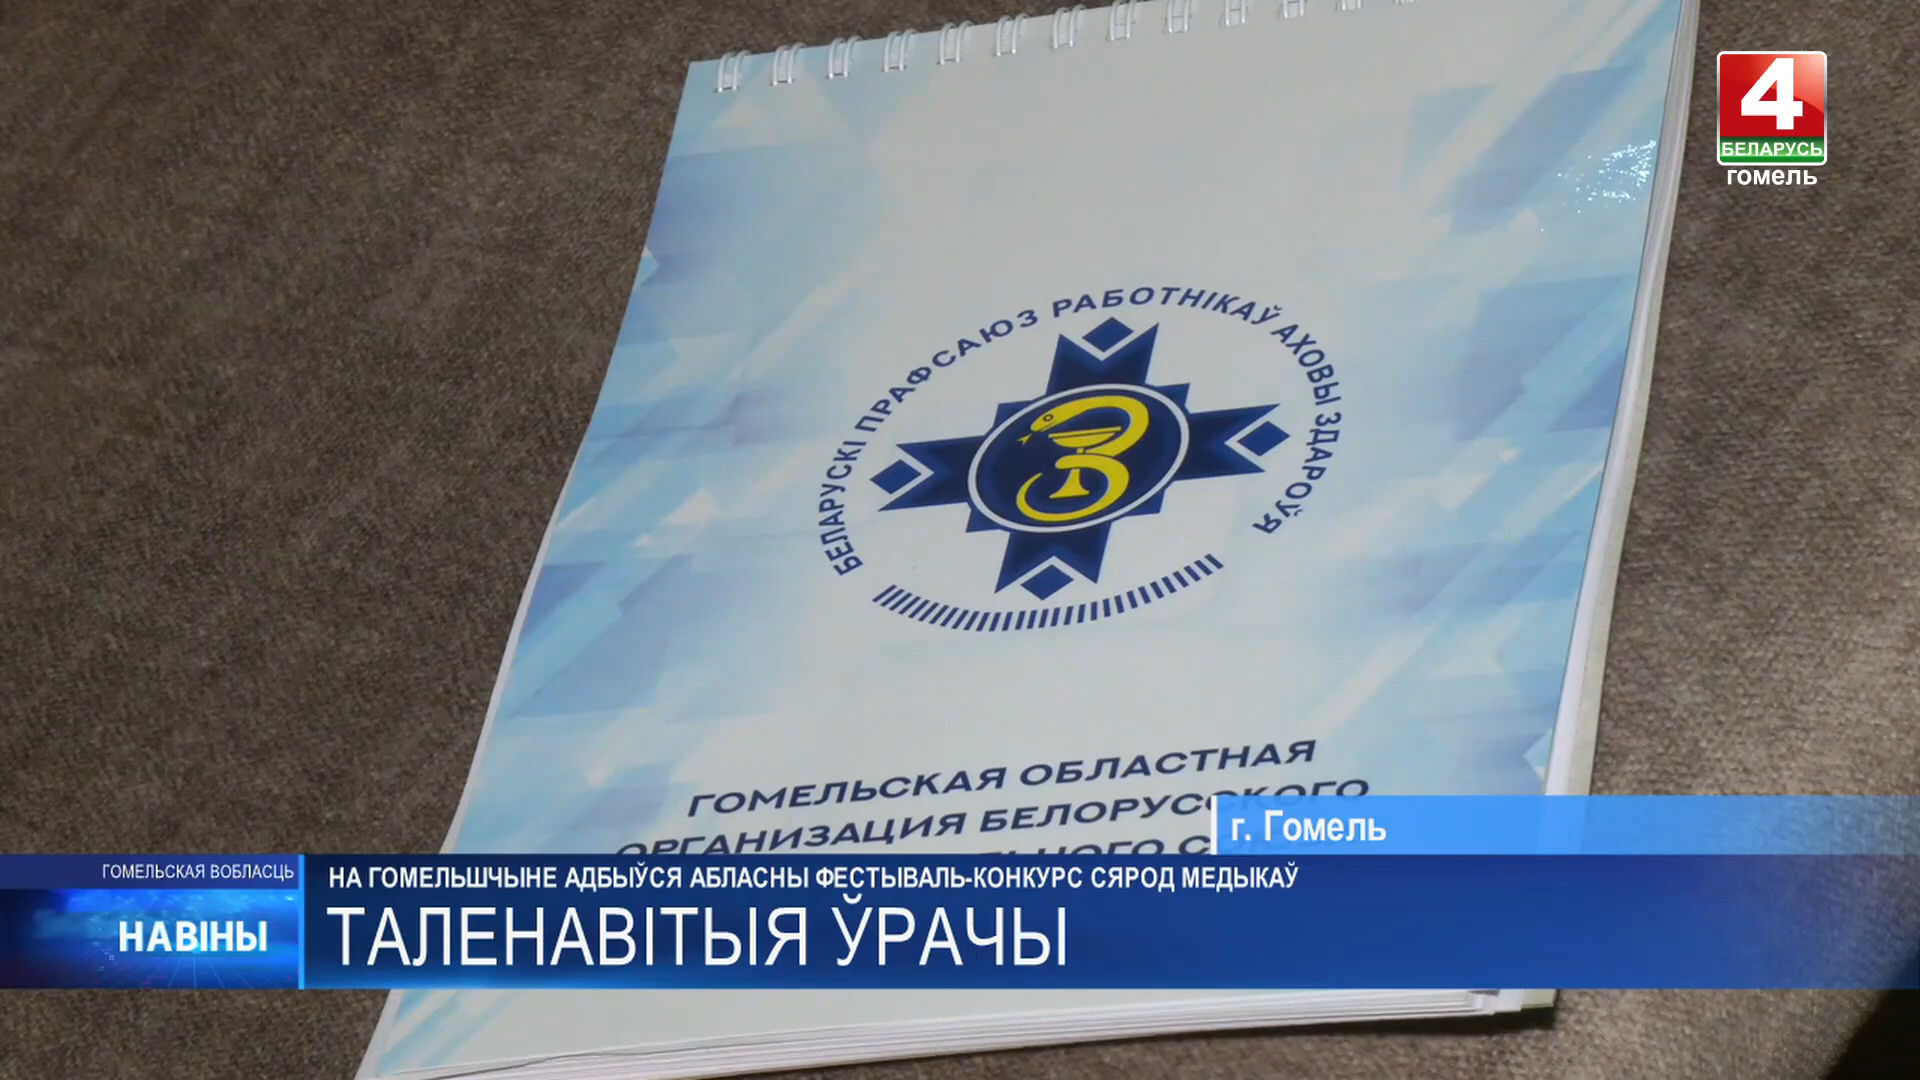 4
БЕЛАРУСЬ
гомель
БЕЛАРУСКІ ПРАФСАЮЗ РАБОТНІКАЎ АХОВЫ ЗДАРОЎЯ
ГОМЕЛЬСКАЯ ОБЛАСТНАЯ
ОРГАНИЗАЦИЯ БЕЛОРУССКОГО
г. Гомель
ГОМЕЛЬСКАЯ ВОБЛАСЦЬ
НАВІНЫ
НА ГОМЕЛЬШЧЫНЕ АДБЫЎСЯ АБЛАСНЫ ФЕСТЫВАЛЬ-КОНКУРС СЯРОД МЕДЫКАЎ
ТАЛЕНАВІТЫЯ ЎРАЧЫ